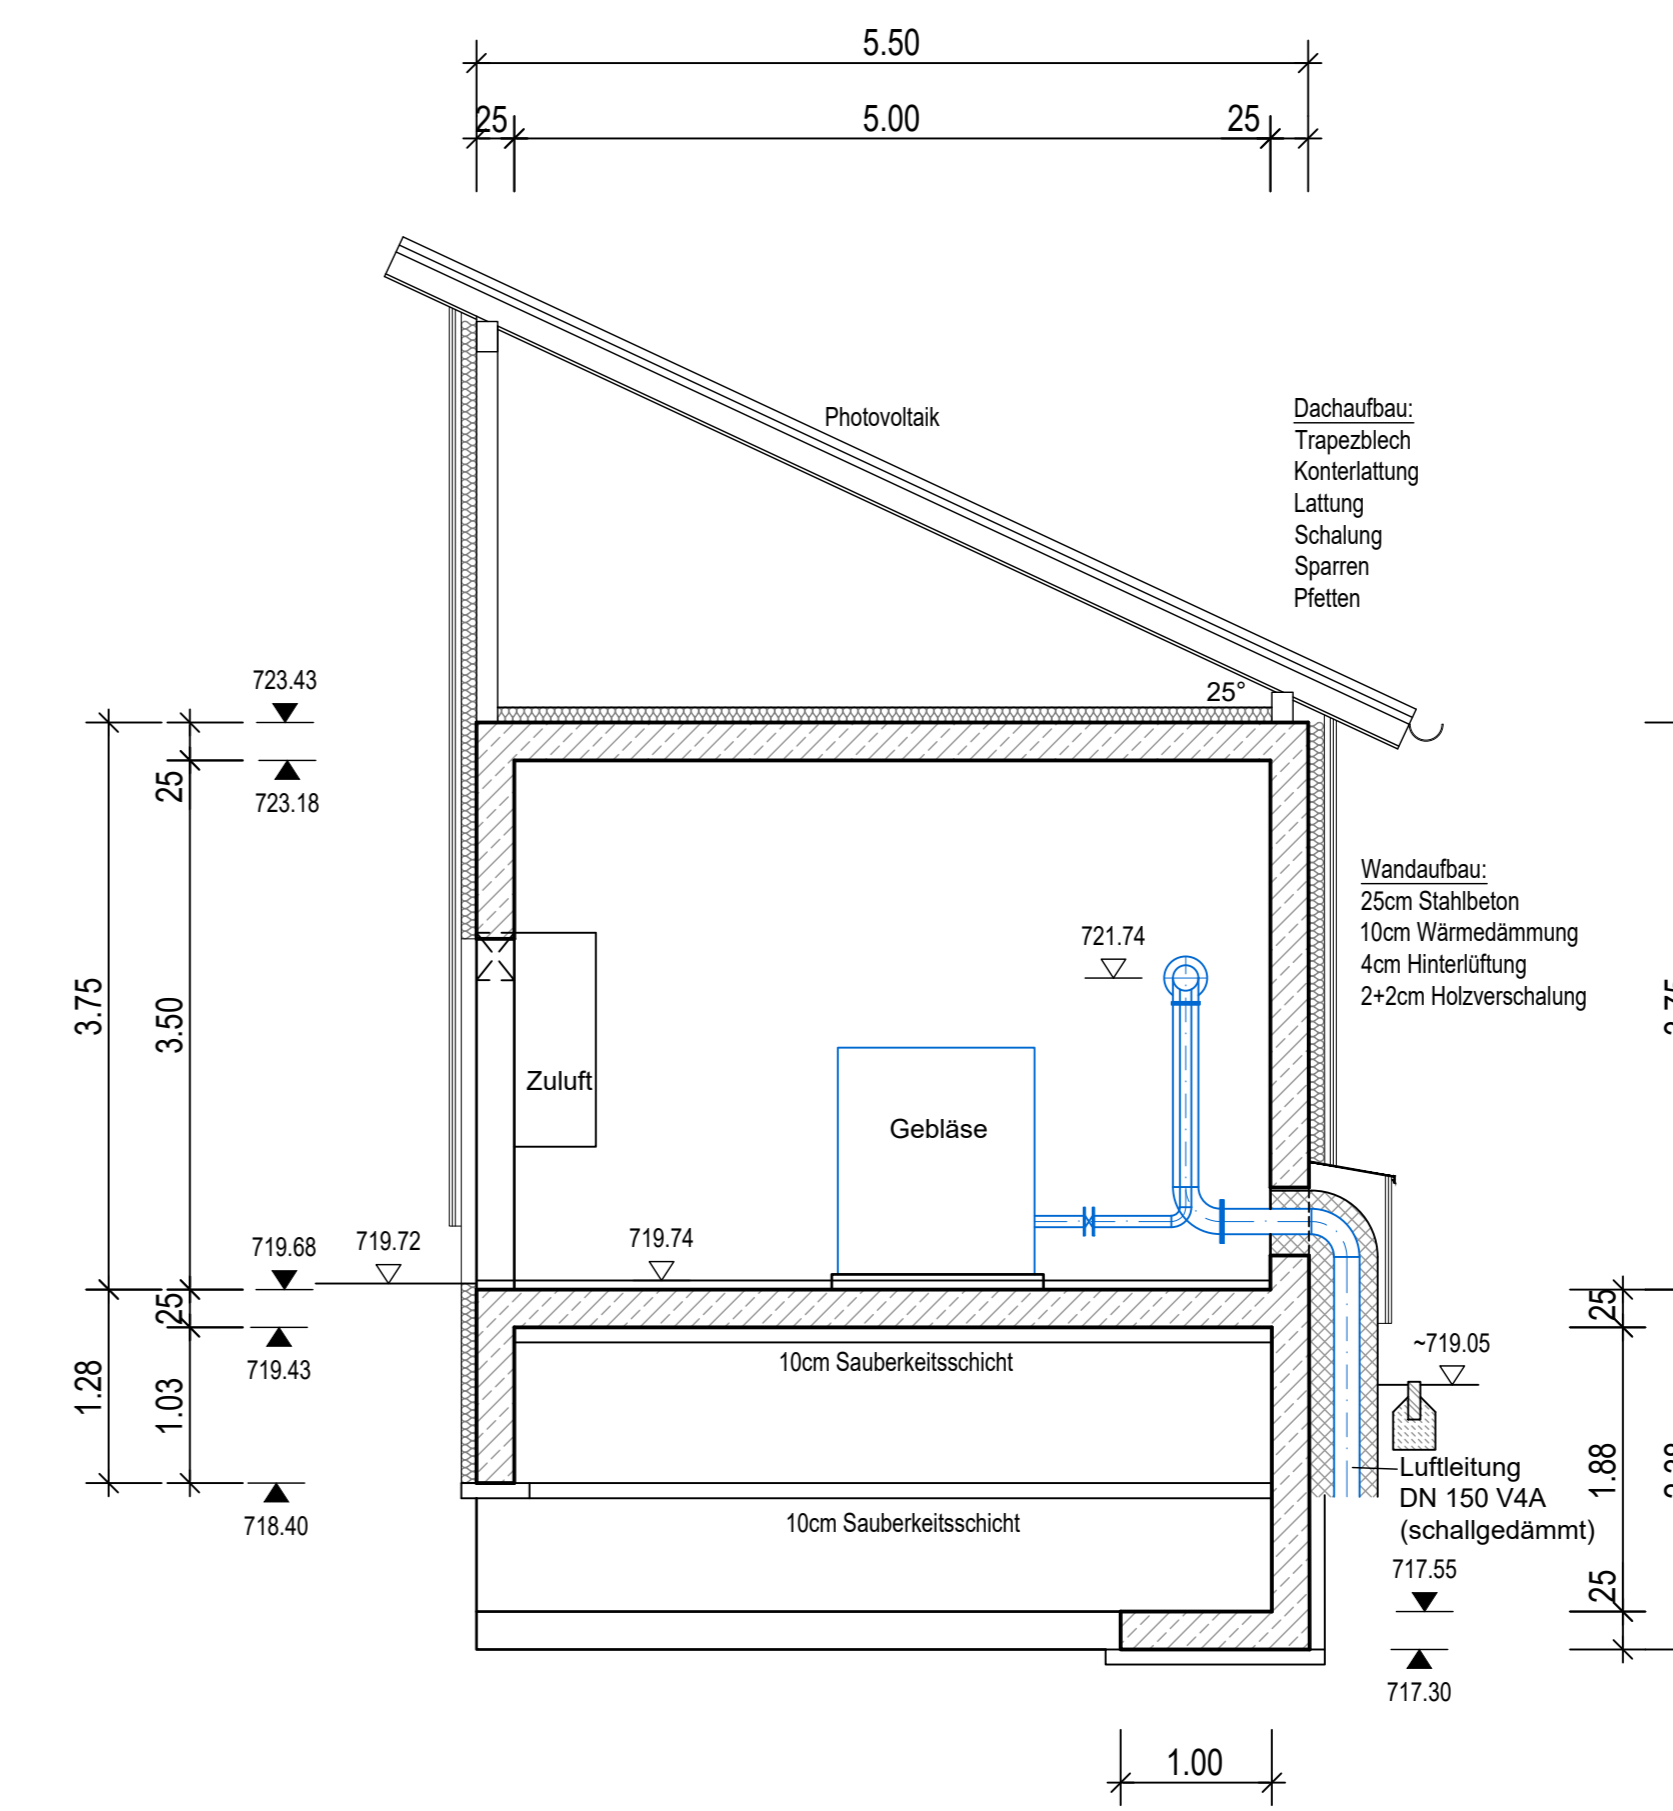 5.50
25
5.00
25
Photovoltaik
Dachaufbau:
Trapezblech
Konterlattung
Lattung
Schalung
Sparren
Pfetten
723.43
25°
25
723.18
Wandaufbau:
25cm Stahlbeton
10cm Wärmedämmung
4cm Hinterlüftung
2+2cm Holzverschalung
721.74
3.75
3.50
Zuluft
Gebläse
719.68
719.72
719.74
25
25
719.43
1.28
1.03
10cm Sauberkeitsschicht
~719.05
1.88
Luftleitung
DN 150 V4A
(schallgedämmt)
718.40
10cm Sauberkeitsschicht
717.55
25
717.30
1.00